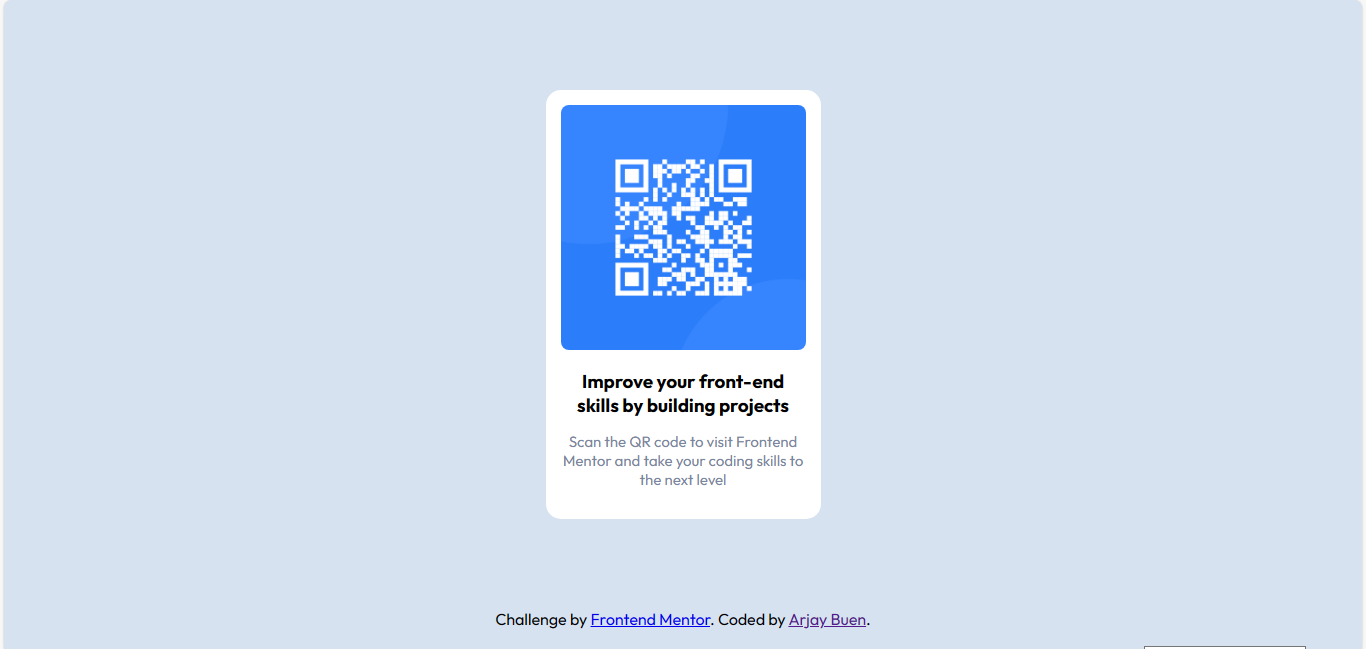 Improve your front-end
skills by building projects
Scan the QR code to visit Frontend
Mentor and take your coding skills to
the next level
Challenge by Frontend Mentor. Coded by Arjay Buen.